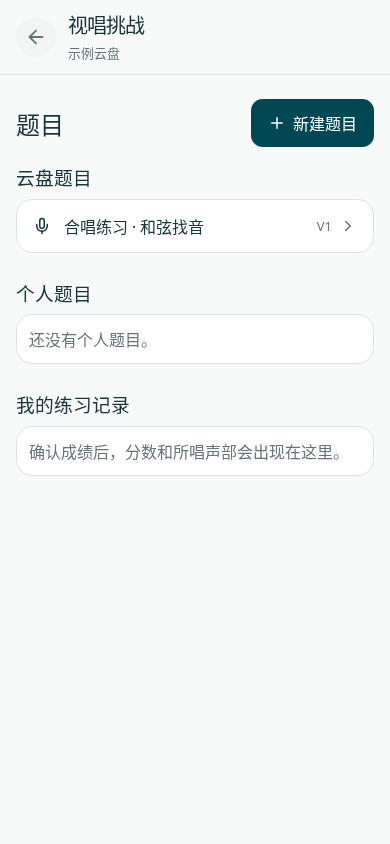 视唱挑战
示例云盘
题目
新建题目
云盘题目
合唱练习 · 和弦找音
V1
个人题目
还没有个人题目。
我的练习记录
确认成绩后，分数和所唱声部会出现在这里。